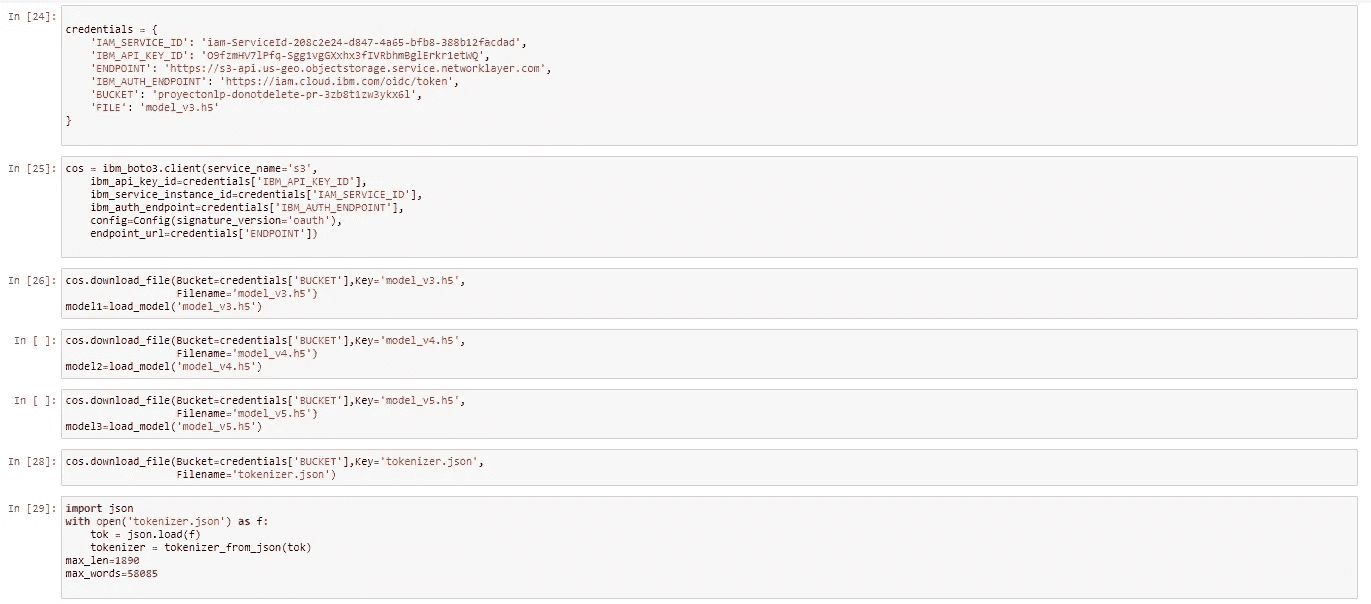 In [24]:
credentials = {
'IAM_SERVICE_ID': 'iam-ServiceId-208c2e24-d847-4a65-bfb8-388b12facdad',
'IBM_API_KEY_ID': '',
'ENDPOINT': 'https://s3-api.us-geo.objectstorage.service.networklayer.com',
'IBM_AUTH_ENDPOINT': 'https://iam.cloud.ibm.com/oidc/token',
'BUCKET': 'proyectonlp-donotdelete-pr-3zb8t1zw3ykx6l',
'FILE': 'model_v3.h5'
}
In [25]: cos = ibm_boto3.client(service_name='s3',
ibm_api_key_id=credentials['IBM_API_KEY_ID'],
ibm_service_instance_id=credentials['IAM_SERVICE_ID'],
ibm_auth_endpoint=credentials['IBM_AUTH_ENDPOINT'],
config=Config(signature_version='oauth'),
endpoint_url=credentials['ENDPOINT'])
In [26]: cos.download_file(Bucket=credentials['BUCKET'],Key='model_v3.h5',
Filename='model_v3.h5')
model1=load_model('model_v3.h5')
In [ ]: cos.download_file(Bucket=credentials['BUCKET'],Key='model_v4.h5',
Filename='model_v4.h5')
model2=load_model('model_v4.h5')
In [ ]: cos.download_file(Bucket=credentials['BUCKET'],Key='model_v5.h5',
Filename='model_v5.h5')
model3=load_model('model_v5.h5')
In [28]: cos.download_file(Bucket=credentials['BUCKET'],Key='tokenizer.json',
Filename='tokenizer.json')
In [29]: import json
with open('tokenizer.json') as f:
tok = json.load(f)
tokenizer = tokenizer_from_json(tok)
max_len=1890
max_words=58085